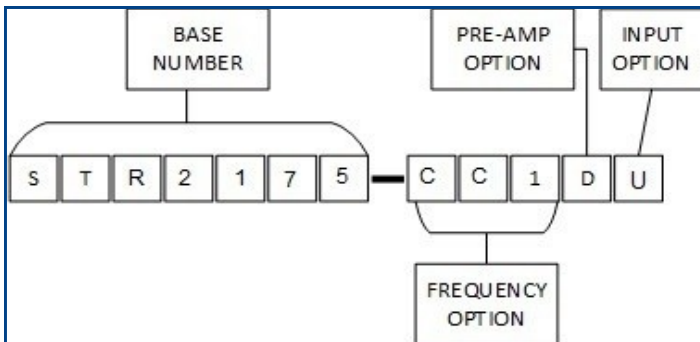 BASE
NUMBER
PRE-AMP
OPTION
INPUT
OPTION
S T R 2 1 7 5 - C C 1 D U
FREQUENCY
OPTION